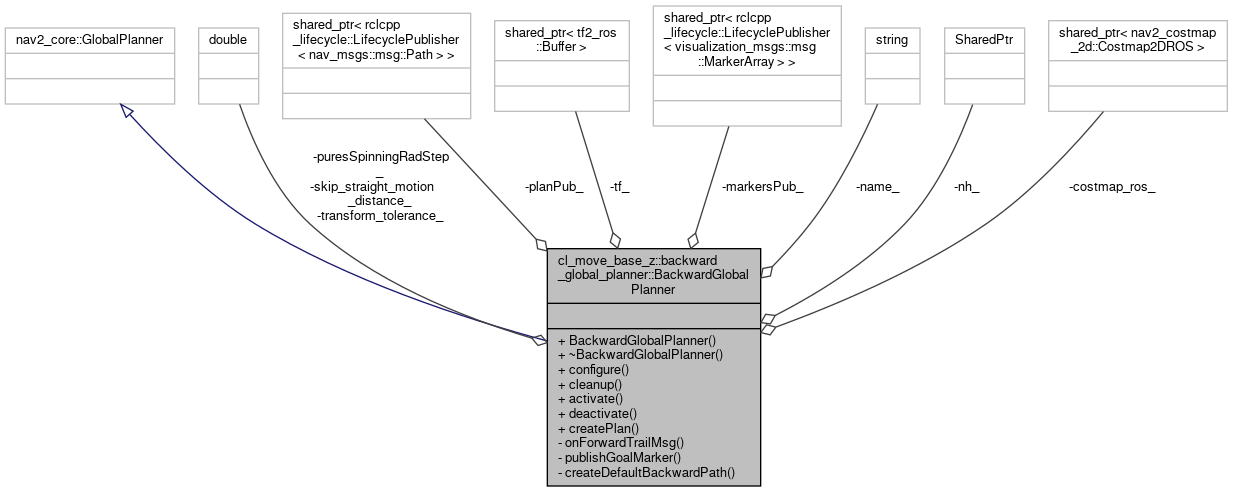 nav2_core::GlobalPlanner
double
shared_ptr< rclcpp
_lifecycle::LifecyclePublisher
< nav_msgs::msg::Path > >
shared_ptr< tf2_ros
::Buffer >
shared_ptr< rclcpp
_lifecycle::LifecyclePublisher
< visualization_msgs::msg
::MarkerArray > >
string
SharedPtr
shared_ptr< nav2_costmap
_2d::Costmap2DROS >
-puresSpinningRadStep
_
-skip_straight_motion
_distance_
-transform_tolerance_
-planPub_
-tf_
-markersPub_
-name_
-nh_
-costmap_ros_
cl_move_base_z::backward
_global_planner::BackwardGlobal
Planner
+ BackwardGlobalPlanner()
+ ~BackwardGlobalPlanner()
+ configure()
+ cleanup()
+ activate()
+ deactivate()
+ createPlan()
- onForwardTrailMsg()
- publishGoalMarker()
- createDefaultBackwardPath()